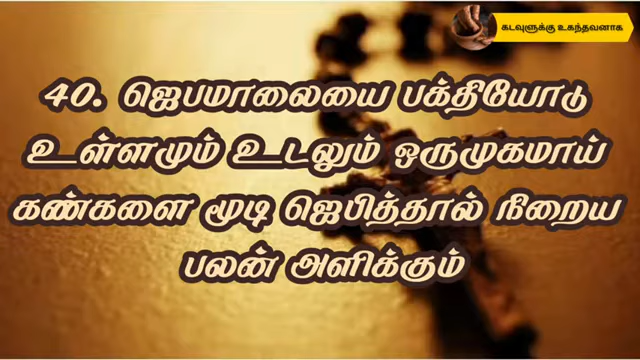 கடவுளுக்கு உகந்தவனாக
40. ஜெபமாலையை பக்தியோடு
உள்ளமும் உடலும் ஒருமுகமாய்
கண்களை மூடி ஜெபித்தால் நிறைய
பலன் அளிக்கும்